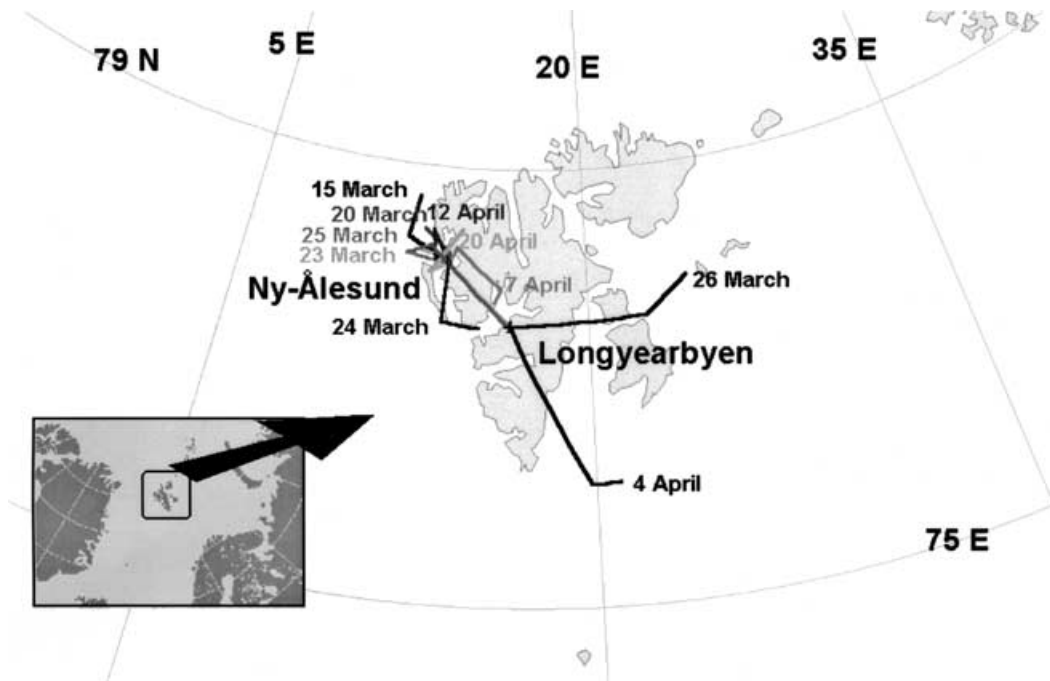 79 N
5 E
20 E
35 E
15 March
20 March
12 April
25 March
20 April
23 March
Ny-Ålesund
7 April
26 March
24 March
Longyearbyen
4 April
75 E